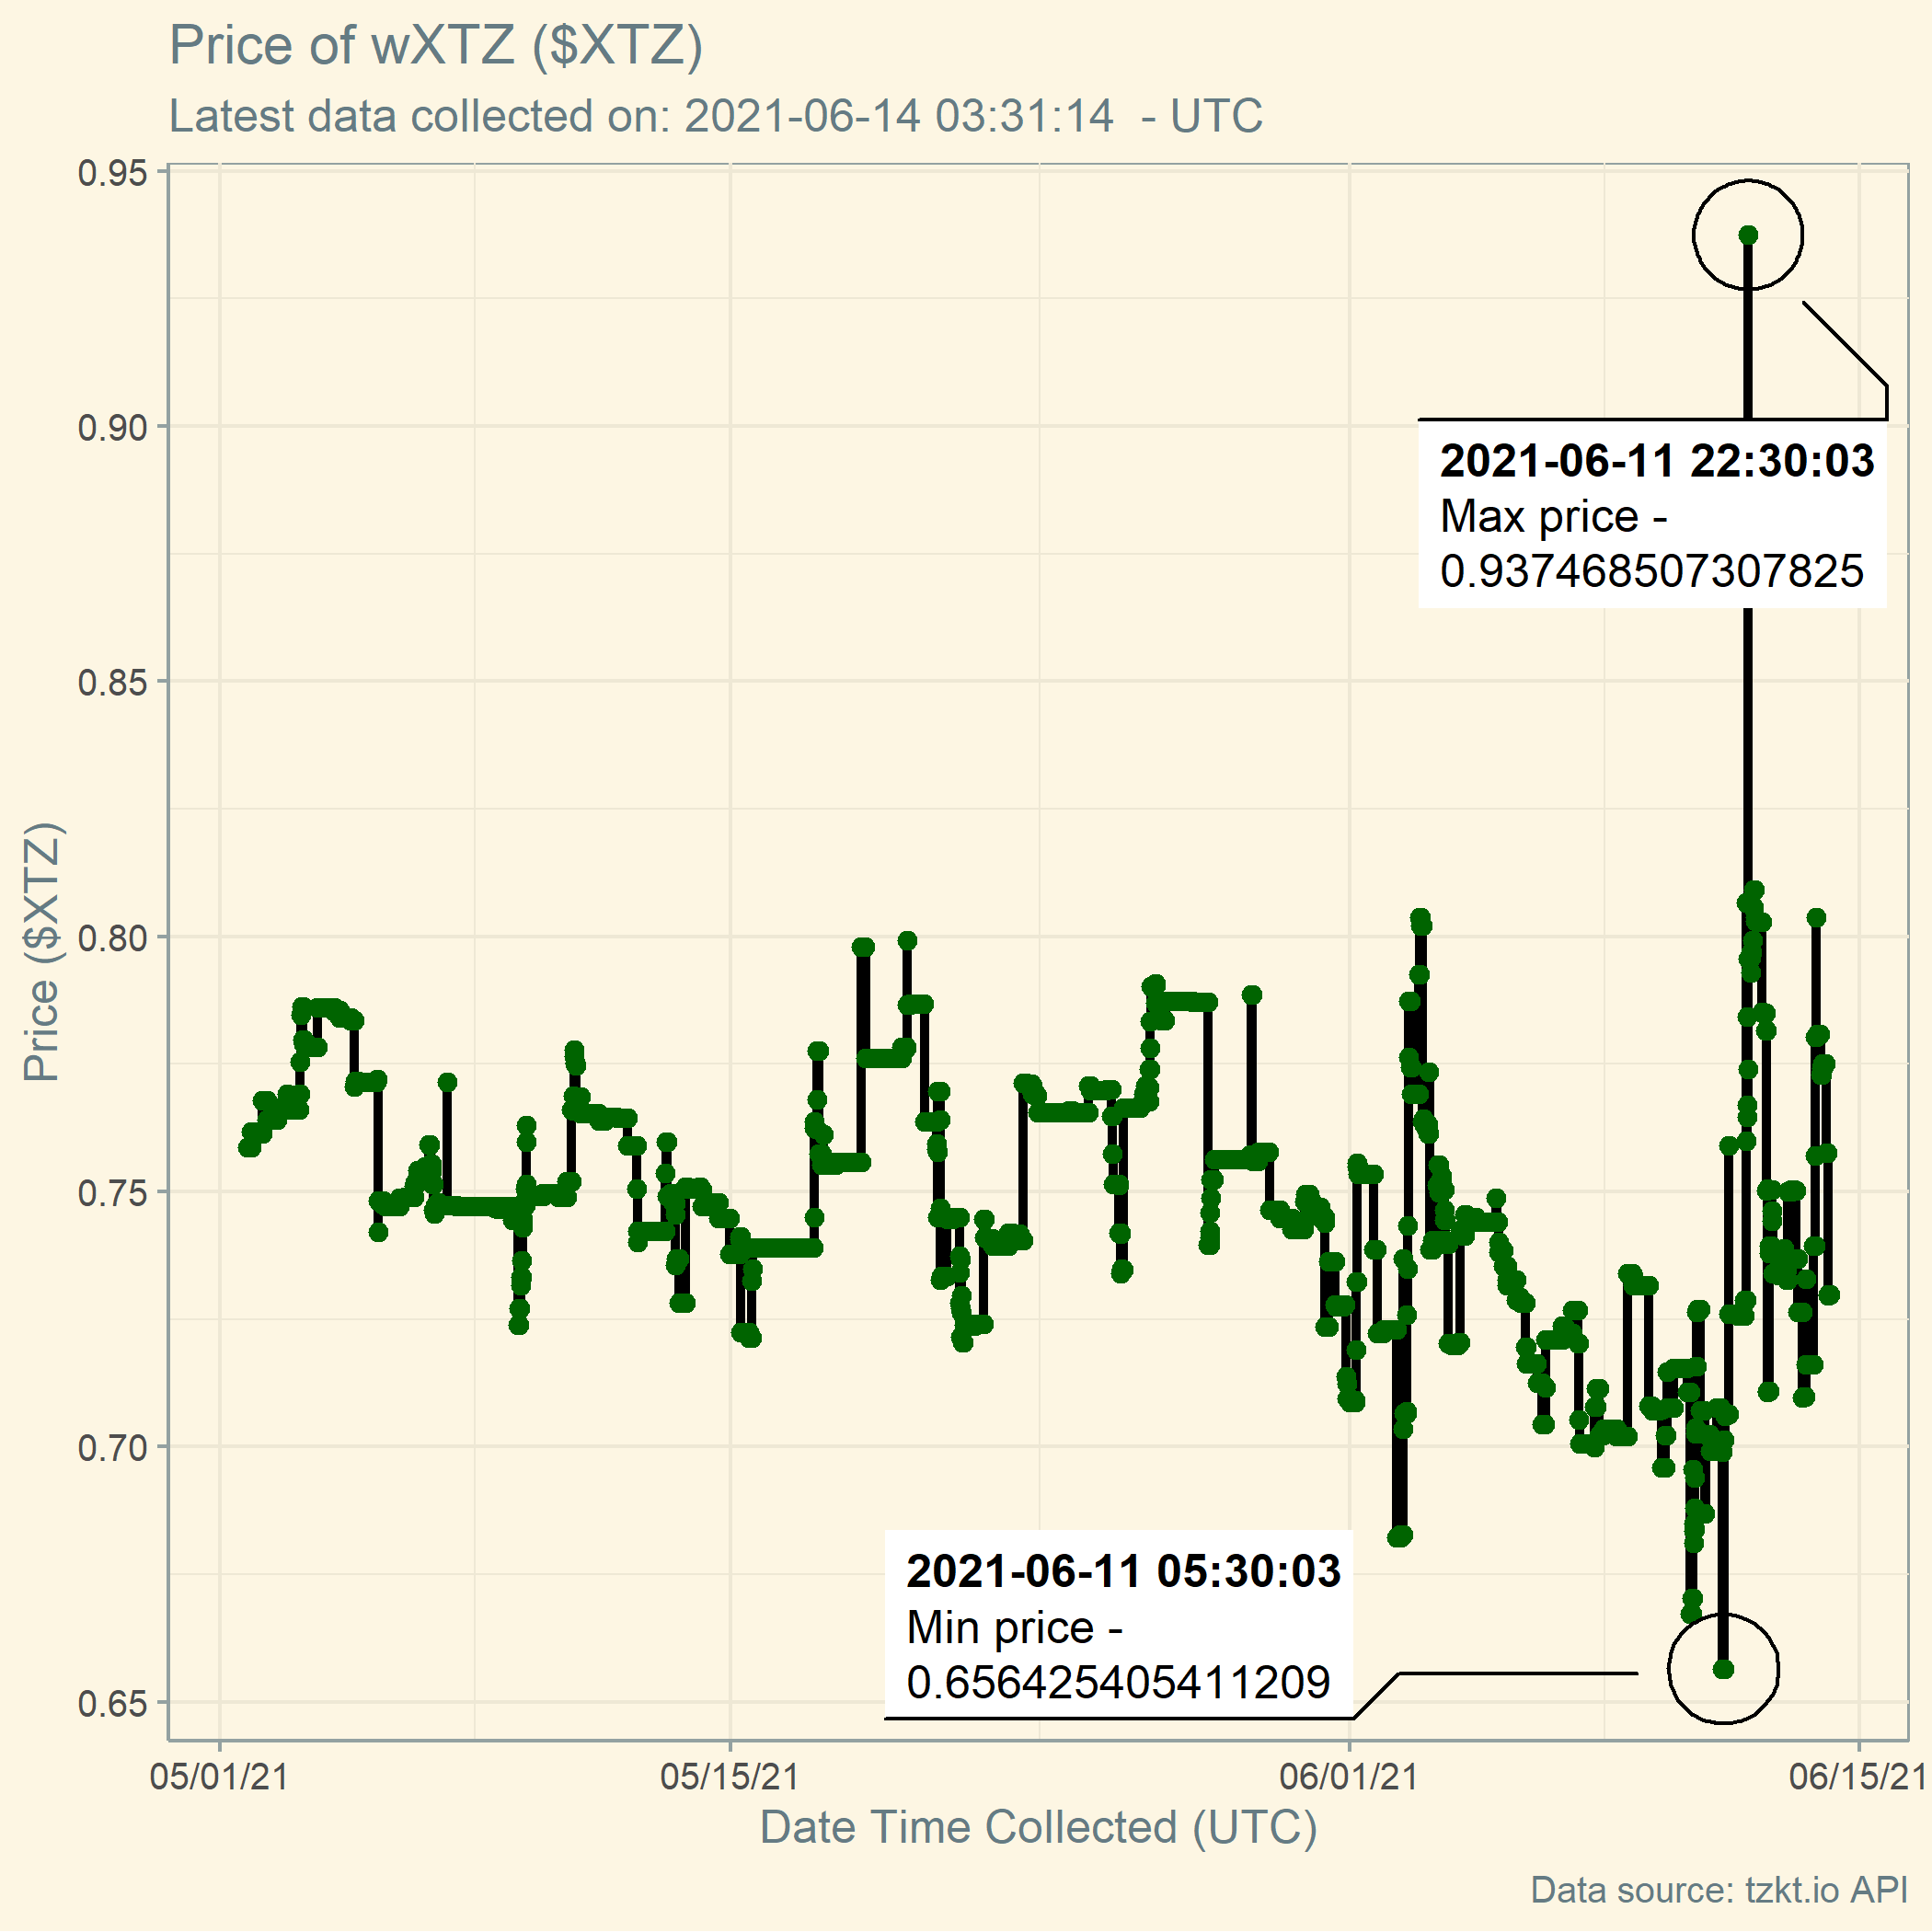 Price of wXTZ ($XTZ)
Latest data collected on: 2021-06-14 03:31:14  - UTC
0.95
0.90
0.85
0.80
0.75
0.70
0.65
Price ($XTZ)
2021-06-11 22:30:03
Max price -
0.937468507307825
2021-06-11 05:30:03
Min price -
0.656425405411209
05/01/21
05/15/21
06/01/21
06/15/21
Date Time Collected (UTC)
Data source: tzkt.io API